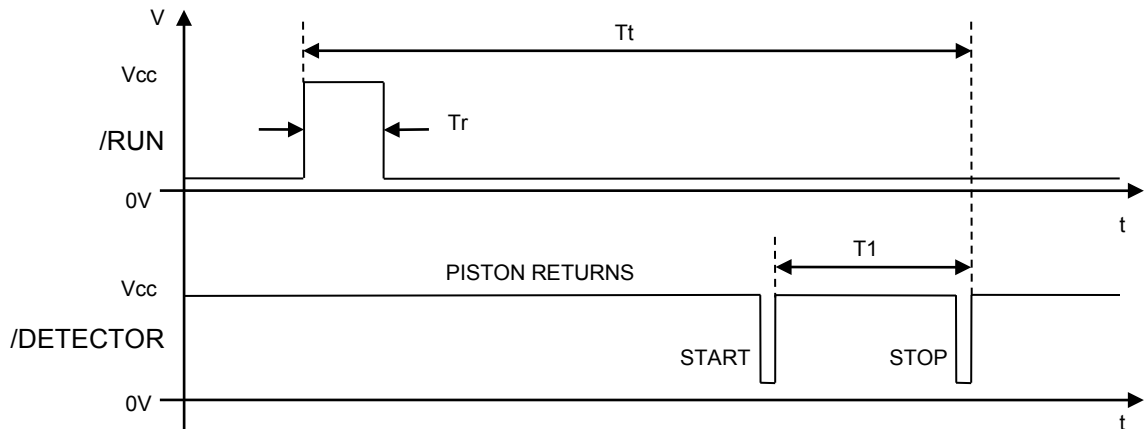 V
Tt
Vcc
Tr
/RUN
0V
t
T1
PISTON RETURNS
Vcc
/DETECTOR
START
STOP
0V
t